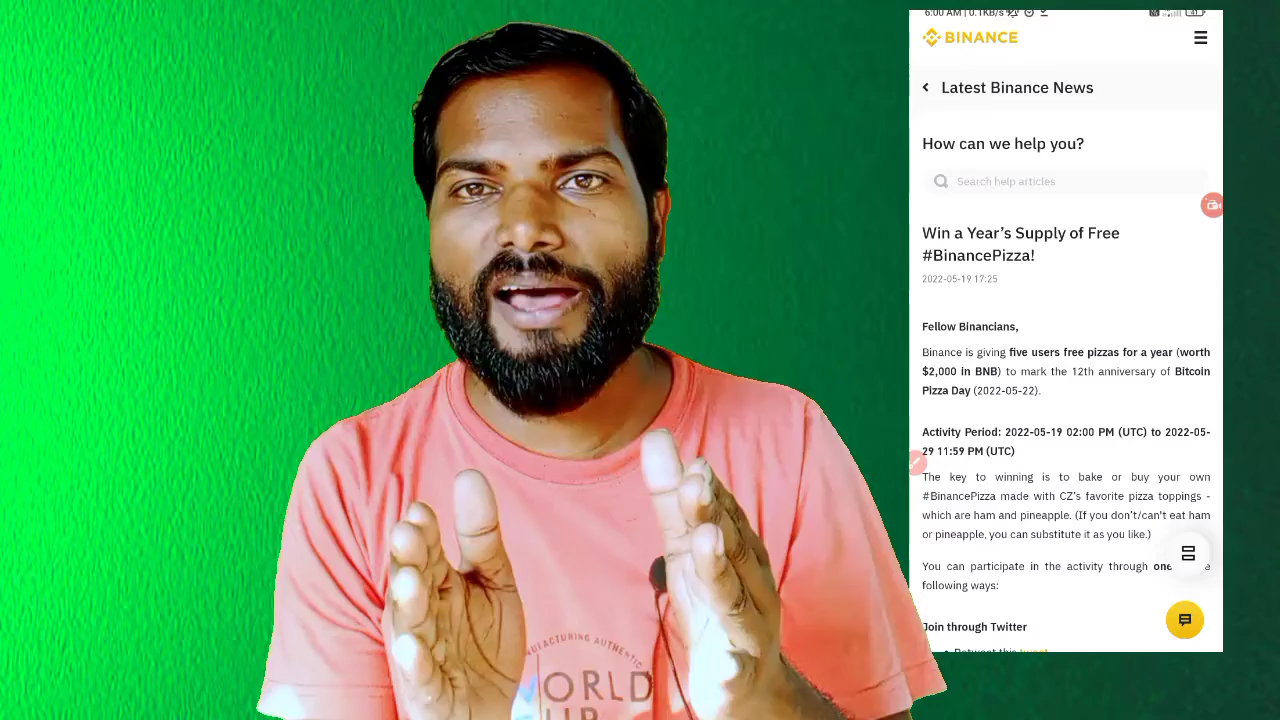 6:00 AM | 0.1KB/s
41
BINANCE
Latest Binance News
How can we help you?
Search help articles
Win a Year's Supply of Free
#BinancePizza!
2022-05-19 17:25
Fellow Binancians,
Binance is giving five users free pizzas for a year (worth
$2,000 in BNB) to mark the 12th anniversary of Bitcoin
Pizza Day (2022-05-22).
Activity Period: 2022-05-19 02:00 PM (UTC) to 2022-05-
29 11:59 PM (UTC)
The key to winning is to bake or buy your own
#BinancePizza made with CZ's favorite pizza toppings -
which are ham and pineapple. (If you don't/can't eat ham
or pineapple, you can substitute it as you like.)
You can participate in the activity through one
following ways:
Join through Twitter
Retweet this tweet
AUTHENTIC
ORLD